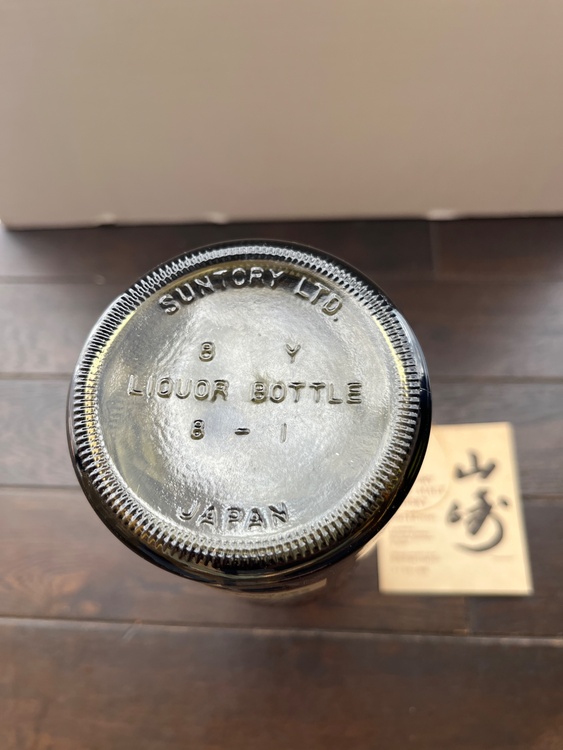 SUNTORY LTD.
8 Y
LIQUOR BOTTLE
8 - 1
JAPAN
山崎